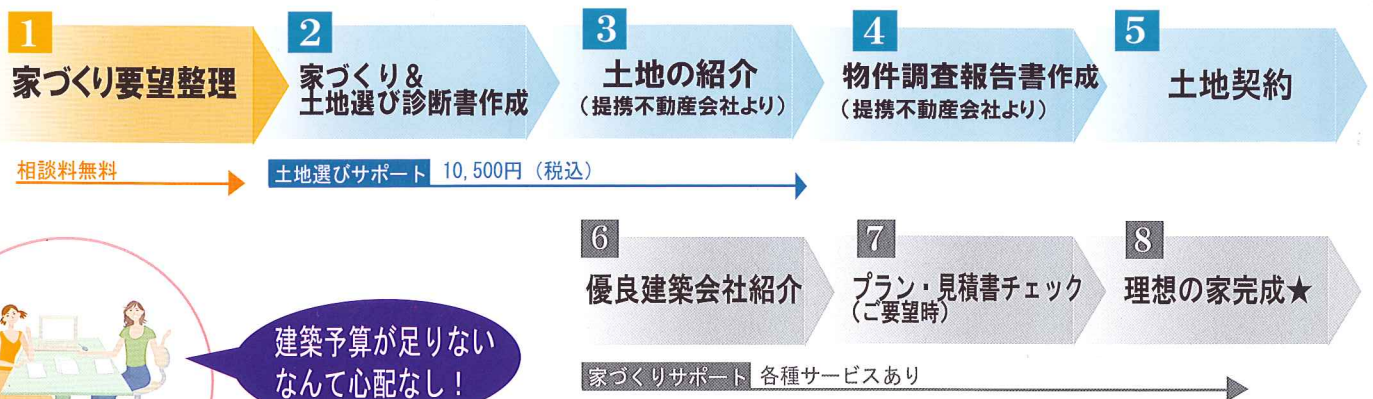 1
家づくり要望整理
2
家づくり&
土地選び診断書作成
3
土地の紹介
(提携不動産会社より)
4
物件調査報告書作成
(提携不動産会社より)
5
土地契約
相談料無料
土地選びサポート 10,500円(税込)
6
優良建築会社紹介
7
プラン・見積書チェック
(ご要望時)
8
理想の家完成★
家づくりサポート 各種サービスあり
建築予算が足りない
なんて心配なし!